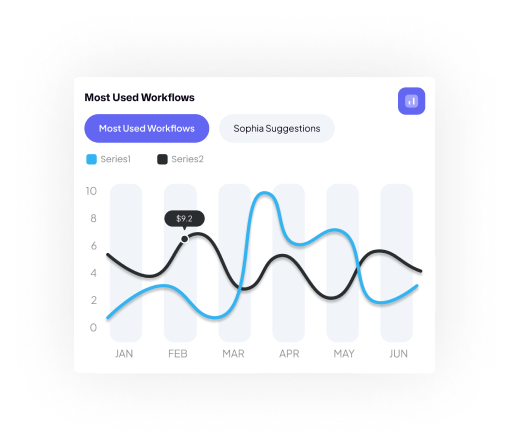 Most Used Workflows
Most Used Workflows Sophia Suggestions
Series1 Series2
10
$9.2
8
6
4
2
0
JAN FEB MAR APR MAY JUN